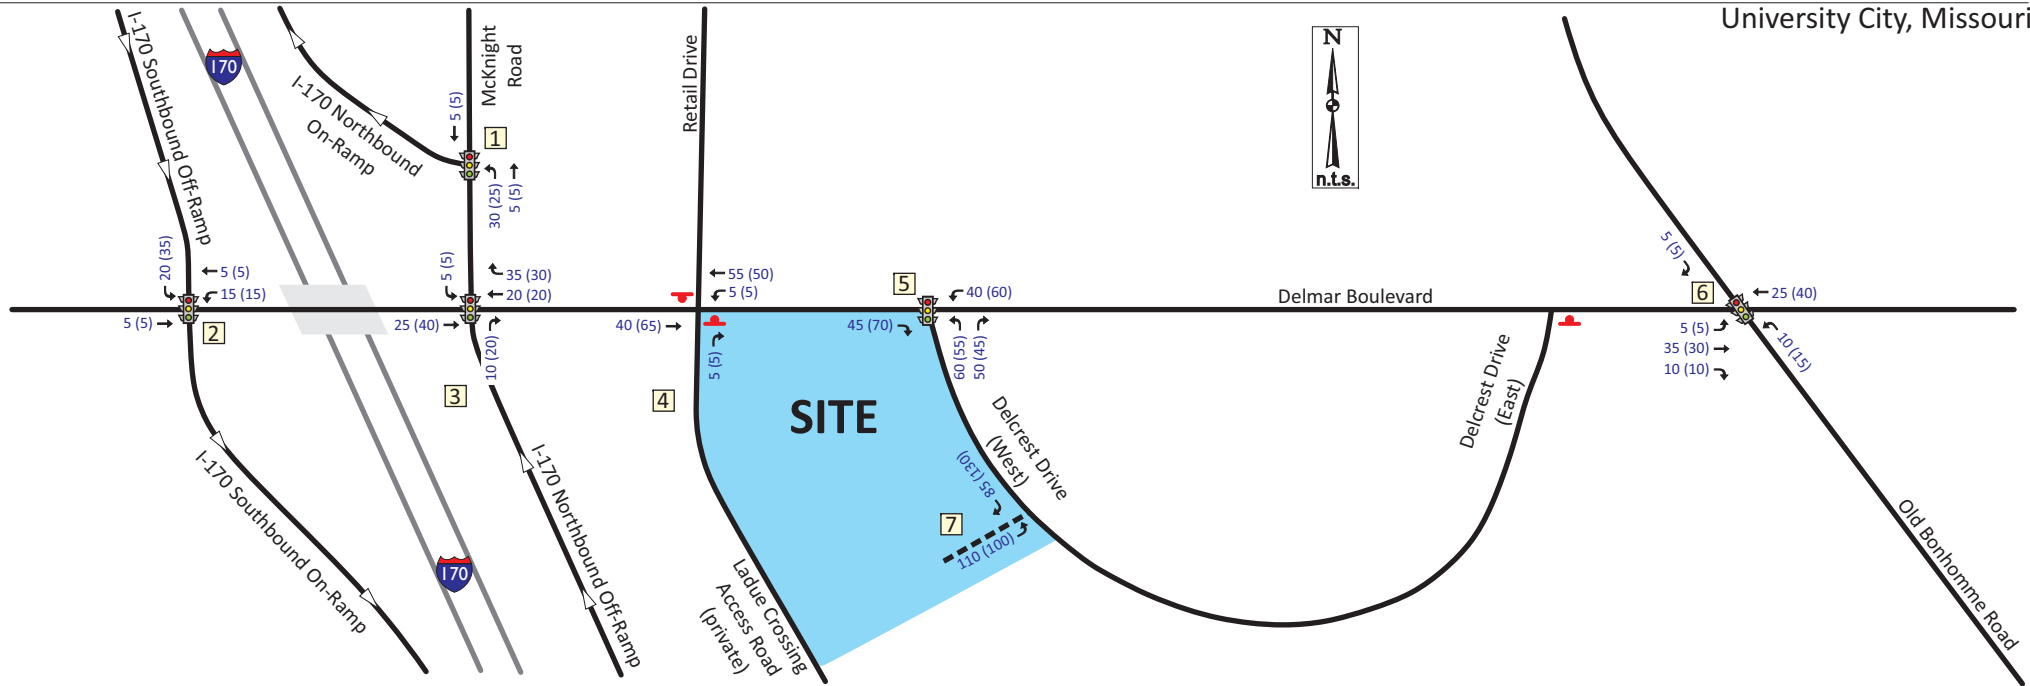 University City, Missouri
I-170 Southbound Off-Ramp
170
I-170 Northbound
On-Ramp
McKnight
Road
5 (5)
1
30 (25)
5 (5)
Retail Drive
N
n.t.s.
20 (35)
5 (5)
15 (15)
5 (5)
2
5 (5)
35 (30)
20 (20)
25 (40)
10 (20)
3
55 (50)
5 (5)
40 (65)
5 (5)
4
5
40 (60)
45 (70)
60 (55)
50 (45)
Delmar Boulevard
5 (5)
6
25 (40)
5 (5)
35 (30)
10 (10)
10 (15)
SITE
Delcrest Drive
(West)
Delcrest Drive
(East)
85 (130)
7
110 (100)
I-170 Southbound On-Ramp
170
I-170 Northbound Off-Ramp
Ladue Crossing
Access Road
(private)
Old Bonhomme Road